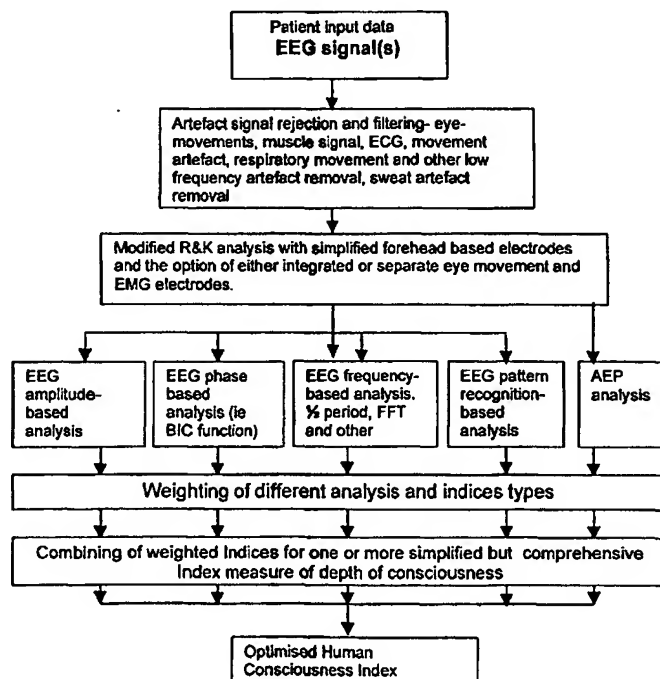 Patient input data
EEG signal(s)
Artefact signal rejection and filtering- eye-
movements, muscle signal, ECG, movement
artefact, respiratory movement and other low
frequency artefact removal, sweat artefact
removal
Modified R&K analysis with simplified forehead based electrodes
and the option of either integrated or separate eye movement and
EMG electrodes.
EEG
amplitude-
based
analysis
EEG phase
based
analysis (ie
BIC function)
EEG frequency-
based analysis.
½ period, FFT
and other
EEG pattern
recognition-
based
analysis
AEP
analysis
Weighting of different analysis and indices types
Combining of weighted Indices for one or more simplified but comprehensive
Index measure of depth of consciousness
Optimised Human
Consciousness Index